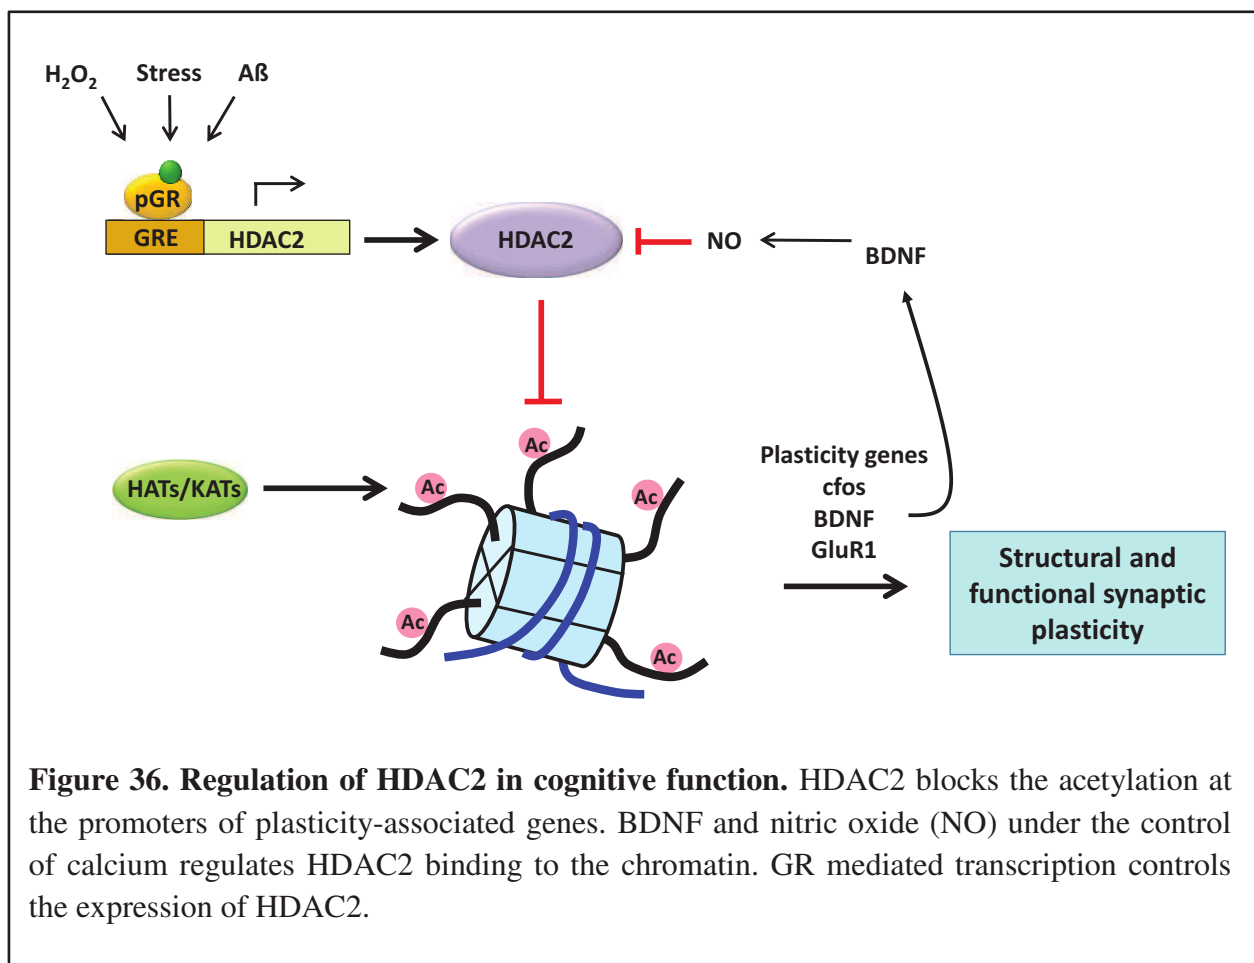 H2O2
Stress
Aß
pGR
GRE
HDAC2
HDAC2
NO
BDNF
Ac
Ac
Ac
Ac
Ac
HATs/KATs
Plasticity genes
cfos
BDNF
GluR1
Structural and
functional synaptic
plasticity
Figure 36. Regulation of HDAC2 in cognitive function. HDAC2 blocks the acetylation at
the promoters of plasticity-associated genes. BDNF and nitric oxide (NO) under the control
of calcium regulates HDAC2 binding to the chromatin. GR mediated transcription controls
the expression of HDAC2.